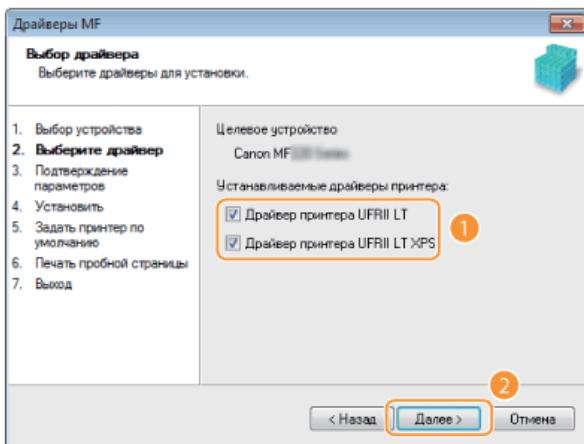 Драйверы MF
Выбор драйвера
Выберите драйверы для установки.
1. Выбор устройства
2. Выберите драйвер
3. Подтверждение
параметров
4. Установить
5. Задать принтер по
умолчанию
6. Печать пробной страницы
7. Выход
Целевое устройство
Canon MF
Устанавливаемые драйверы принтера:
Драйвер принтера UFRII LT
Драйвер принтера UFRII LT XPS
1
2
< Назад
Далее >
Отмена